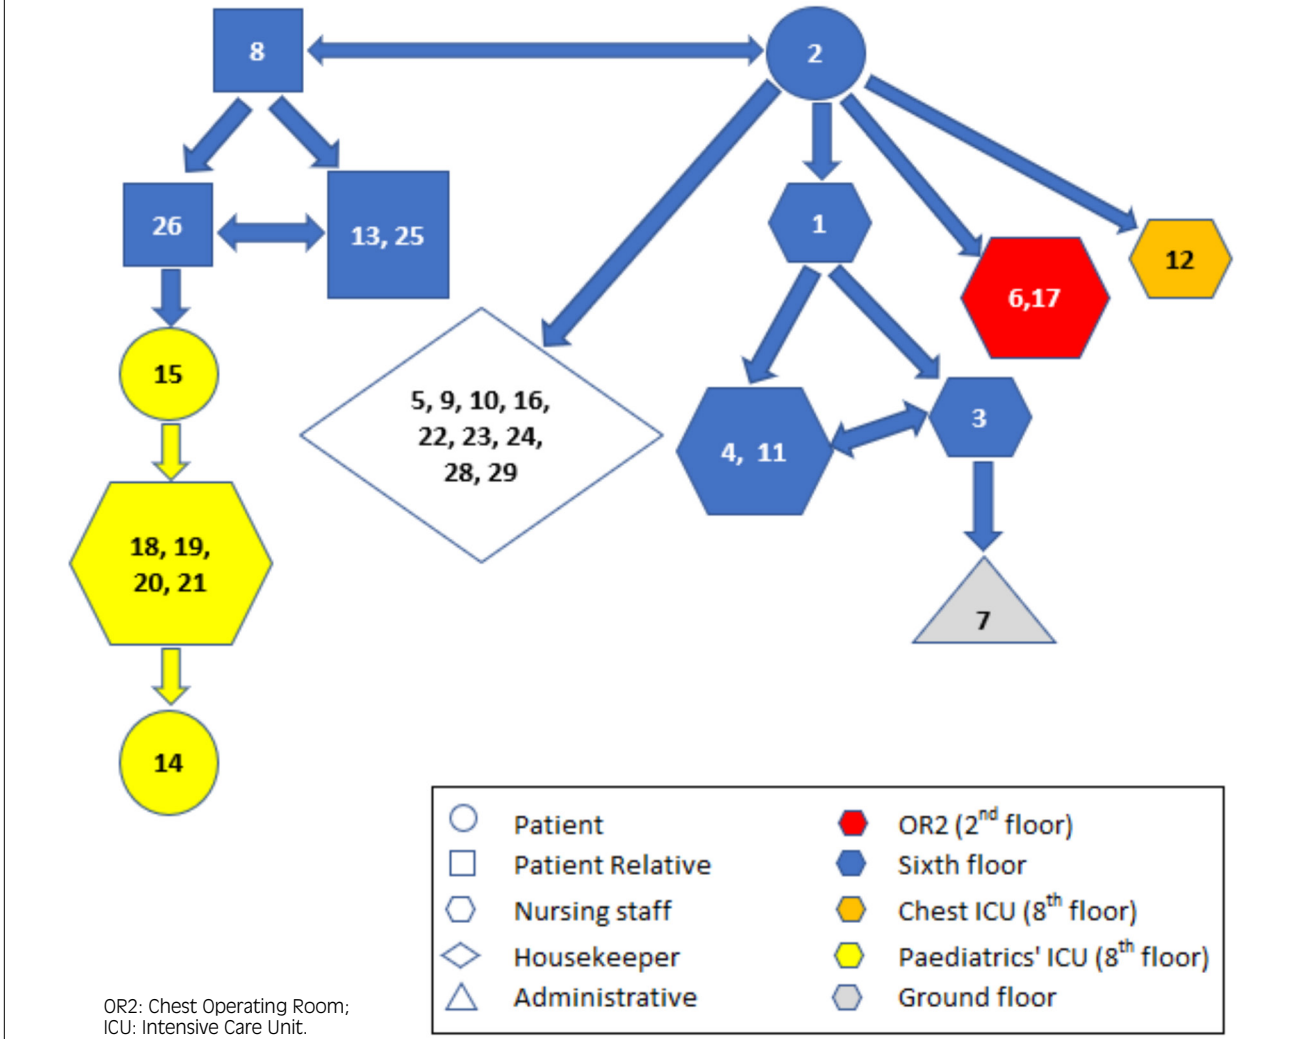 8
2
26
13, 25
1
12
6,17
15
5, 9, 10, 16,
22, 23, 24,
28, 29
4, 11
3
18, 19,
20, 21
7
14
Patient
Patient Relative
Nursing staff
Housekeeper
Administrative
OR2 (2nd floor)
Sixth floor
Chest ICU (8th floor)
Paediatrics' ICU (8th floor)
Ground floor
OR2: Chest Operating Room;
ICU: Intensive Care Unit.